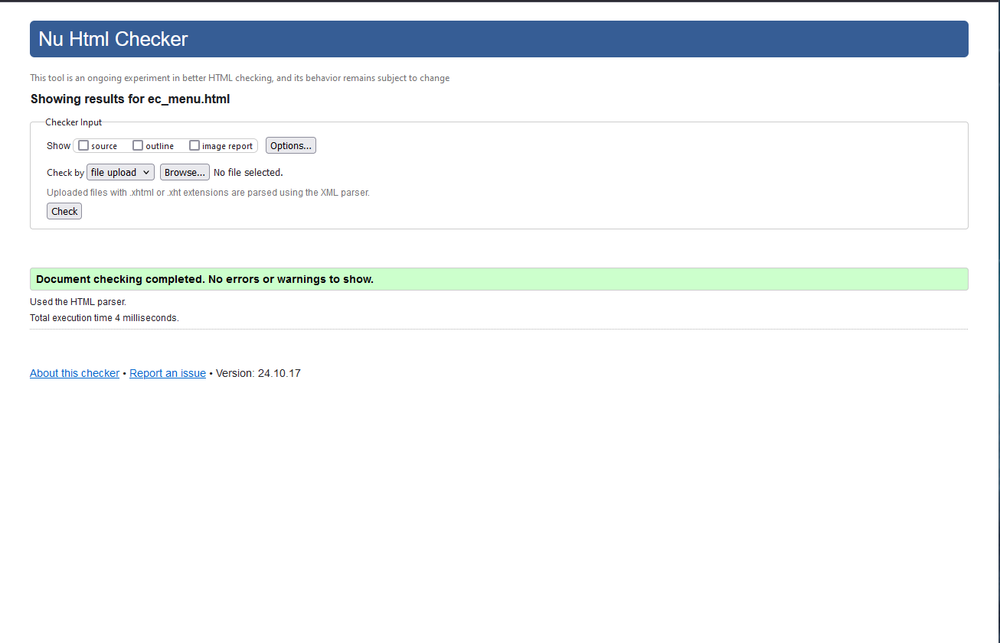 Nu Html Checker
This tool is an ongoing experiment in better HTML checking, and its behavior remains subject to change
Showing results for ec_menu.html
Checker Input
Show source outline image report Options...
Check by file upload Browse... No file selected.
Uploaded files with .xhtml or .xht extensions are parsed using the XML parser.
Check
Document checking completed. No errors or warnings to show.
Used the HTML parser.
Total execution time 4 milliseconds.
About this checker • Report an issue • Version: 24.10.17